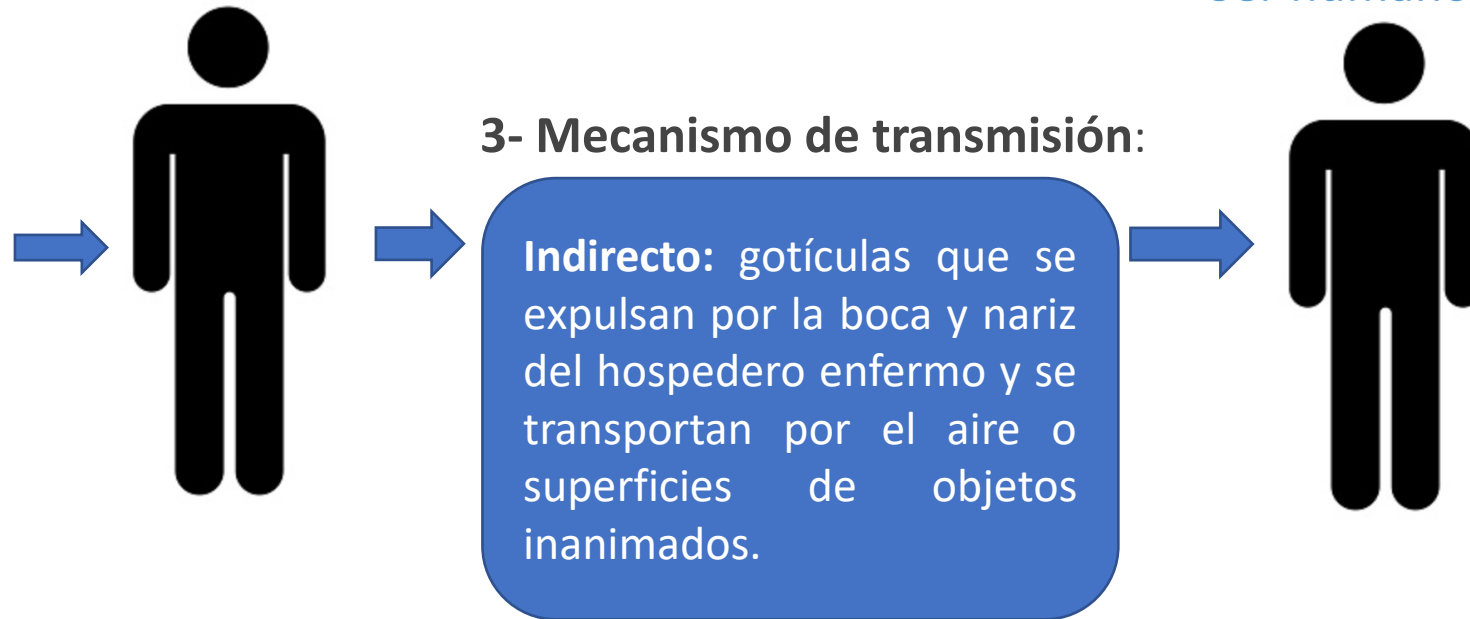 3- Mecanismo de transmisión:
Indirecto: gotículas que se
expulsan por la boca y nariz
del hospedero enfermo y se
transportan por el aire o
superficies de objetos
inanimados.